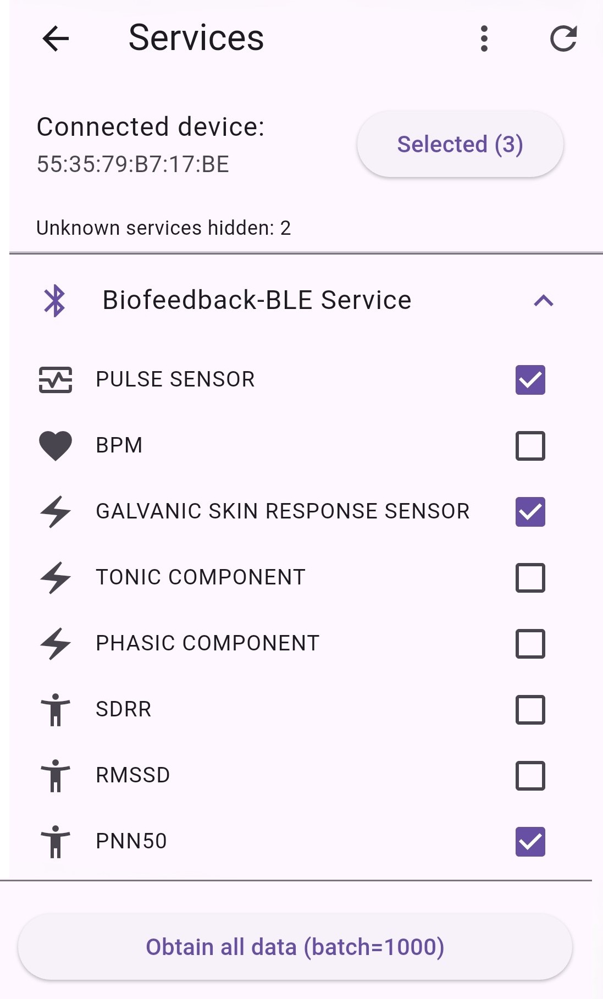 Services
Connected device:
Selected (3)
55:35:79:B7:17:BE
Unknown services hidden: 2
Biofeedback-BLE Service
PULSE SENSOR
BPM
GALVANIC SKIN RESPONSE SENSOR
TONIC COMPONENT
PHASIC COMPONENT
SDRR
RMSSD
PNN50
Obtain all data (batch=1000)